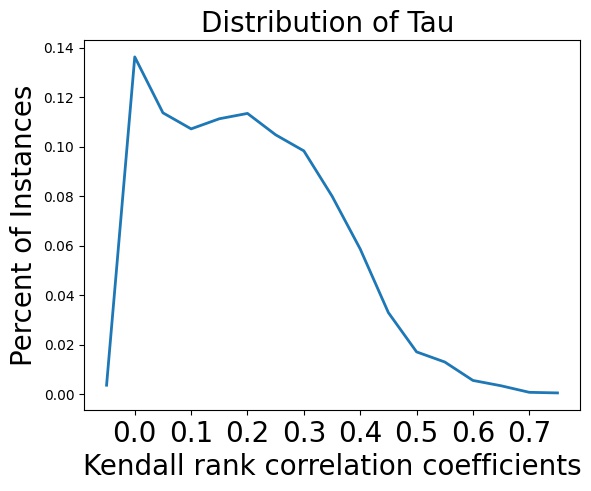 Distribution of Tau
Percent of Instances
0.14
0.12
0.10
0.08
0.06
0.04
0.02
0.00
0.0 0.1 0.2 0.3 0.4 0.5 0.6 0.7
Kendall rank correlation coefficients